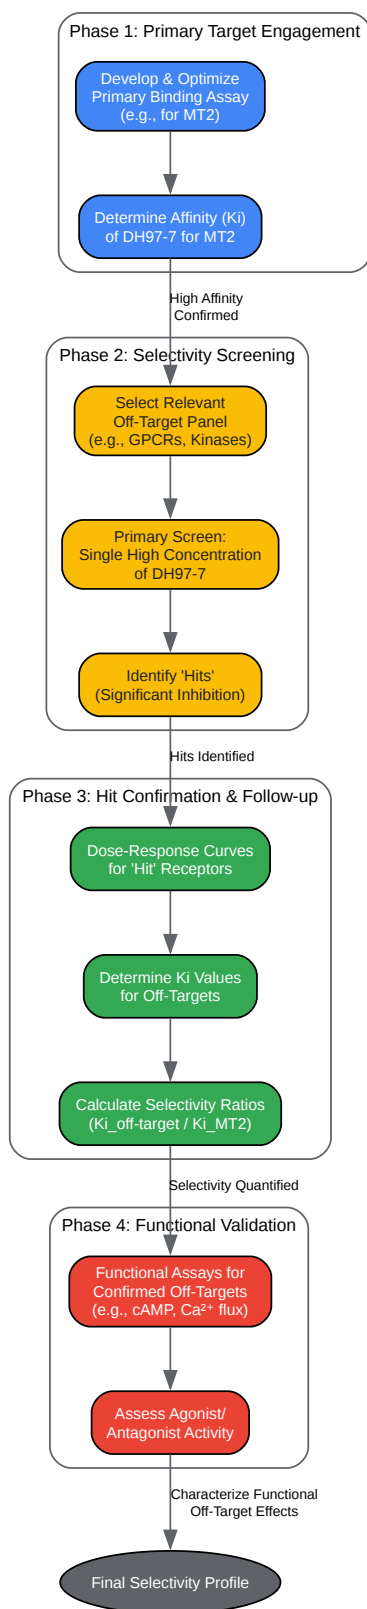 Phase 1: Primary Target Engagement
Develop & Optimize
Primary Binding Assay
(e.g., for MT2)
Determine Affinity (Ki)
of DH97-7 for MT2
High Affinity
Confirmed
Phase 2: Selectivity Screening
Select Relevant
Off-Target Panel
(e.g., GPCRs, Kinases)
Primary Screen:
Single High Concentration
of DH97-7
Identify 'Hits'
(Significant Inhibition)
Hits Identified
Phase 3: Hit Confirmation & Follow-up
Dose-Response Curves
for 'Hit' Receptors
Determine Ki Values
for Off-Targets
Calculate Selectivity Ratios
(Ki_off-target / Ki_MT2)
Selectivity Quantified
Phase 4: Functional Validation
Functional Assays for
Confirmed Off-Targets
(e.g., cAMP, Ca²⁺ flux)
Assess Agonist/
Antagonist Activity
Characterize Functional
Off-Target Effects
Final Selectivity Profile